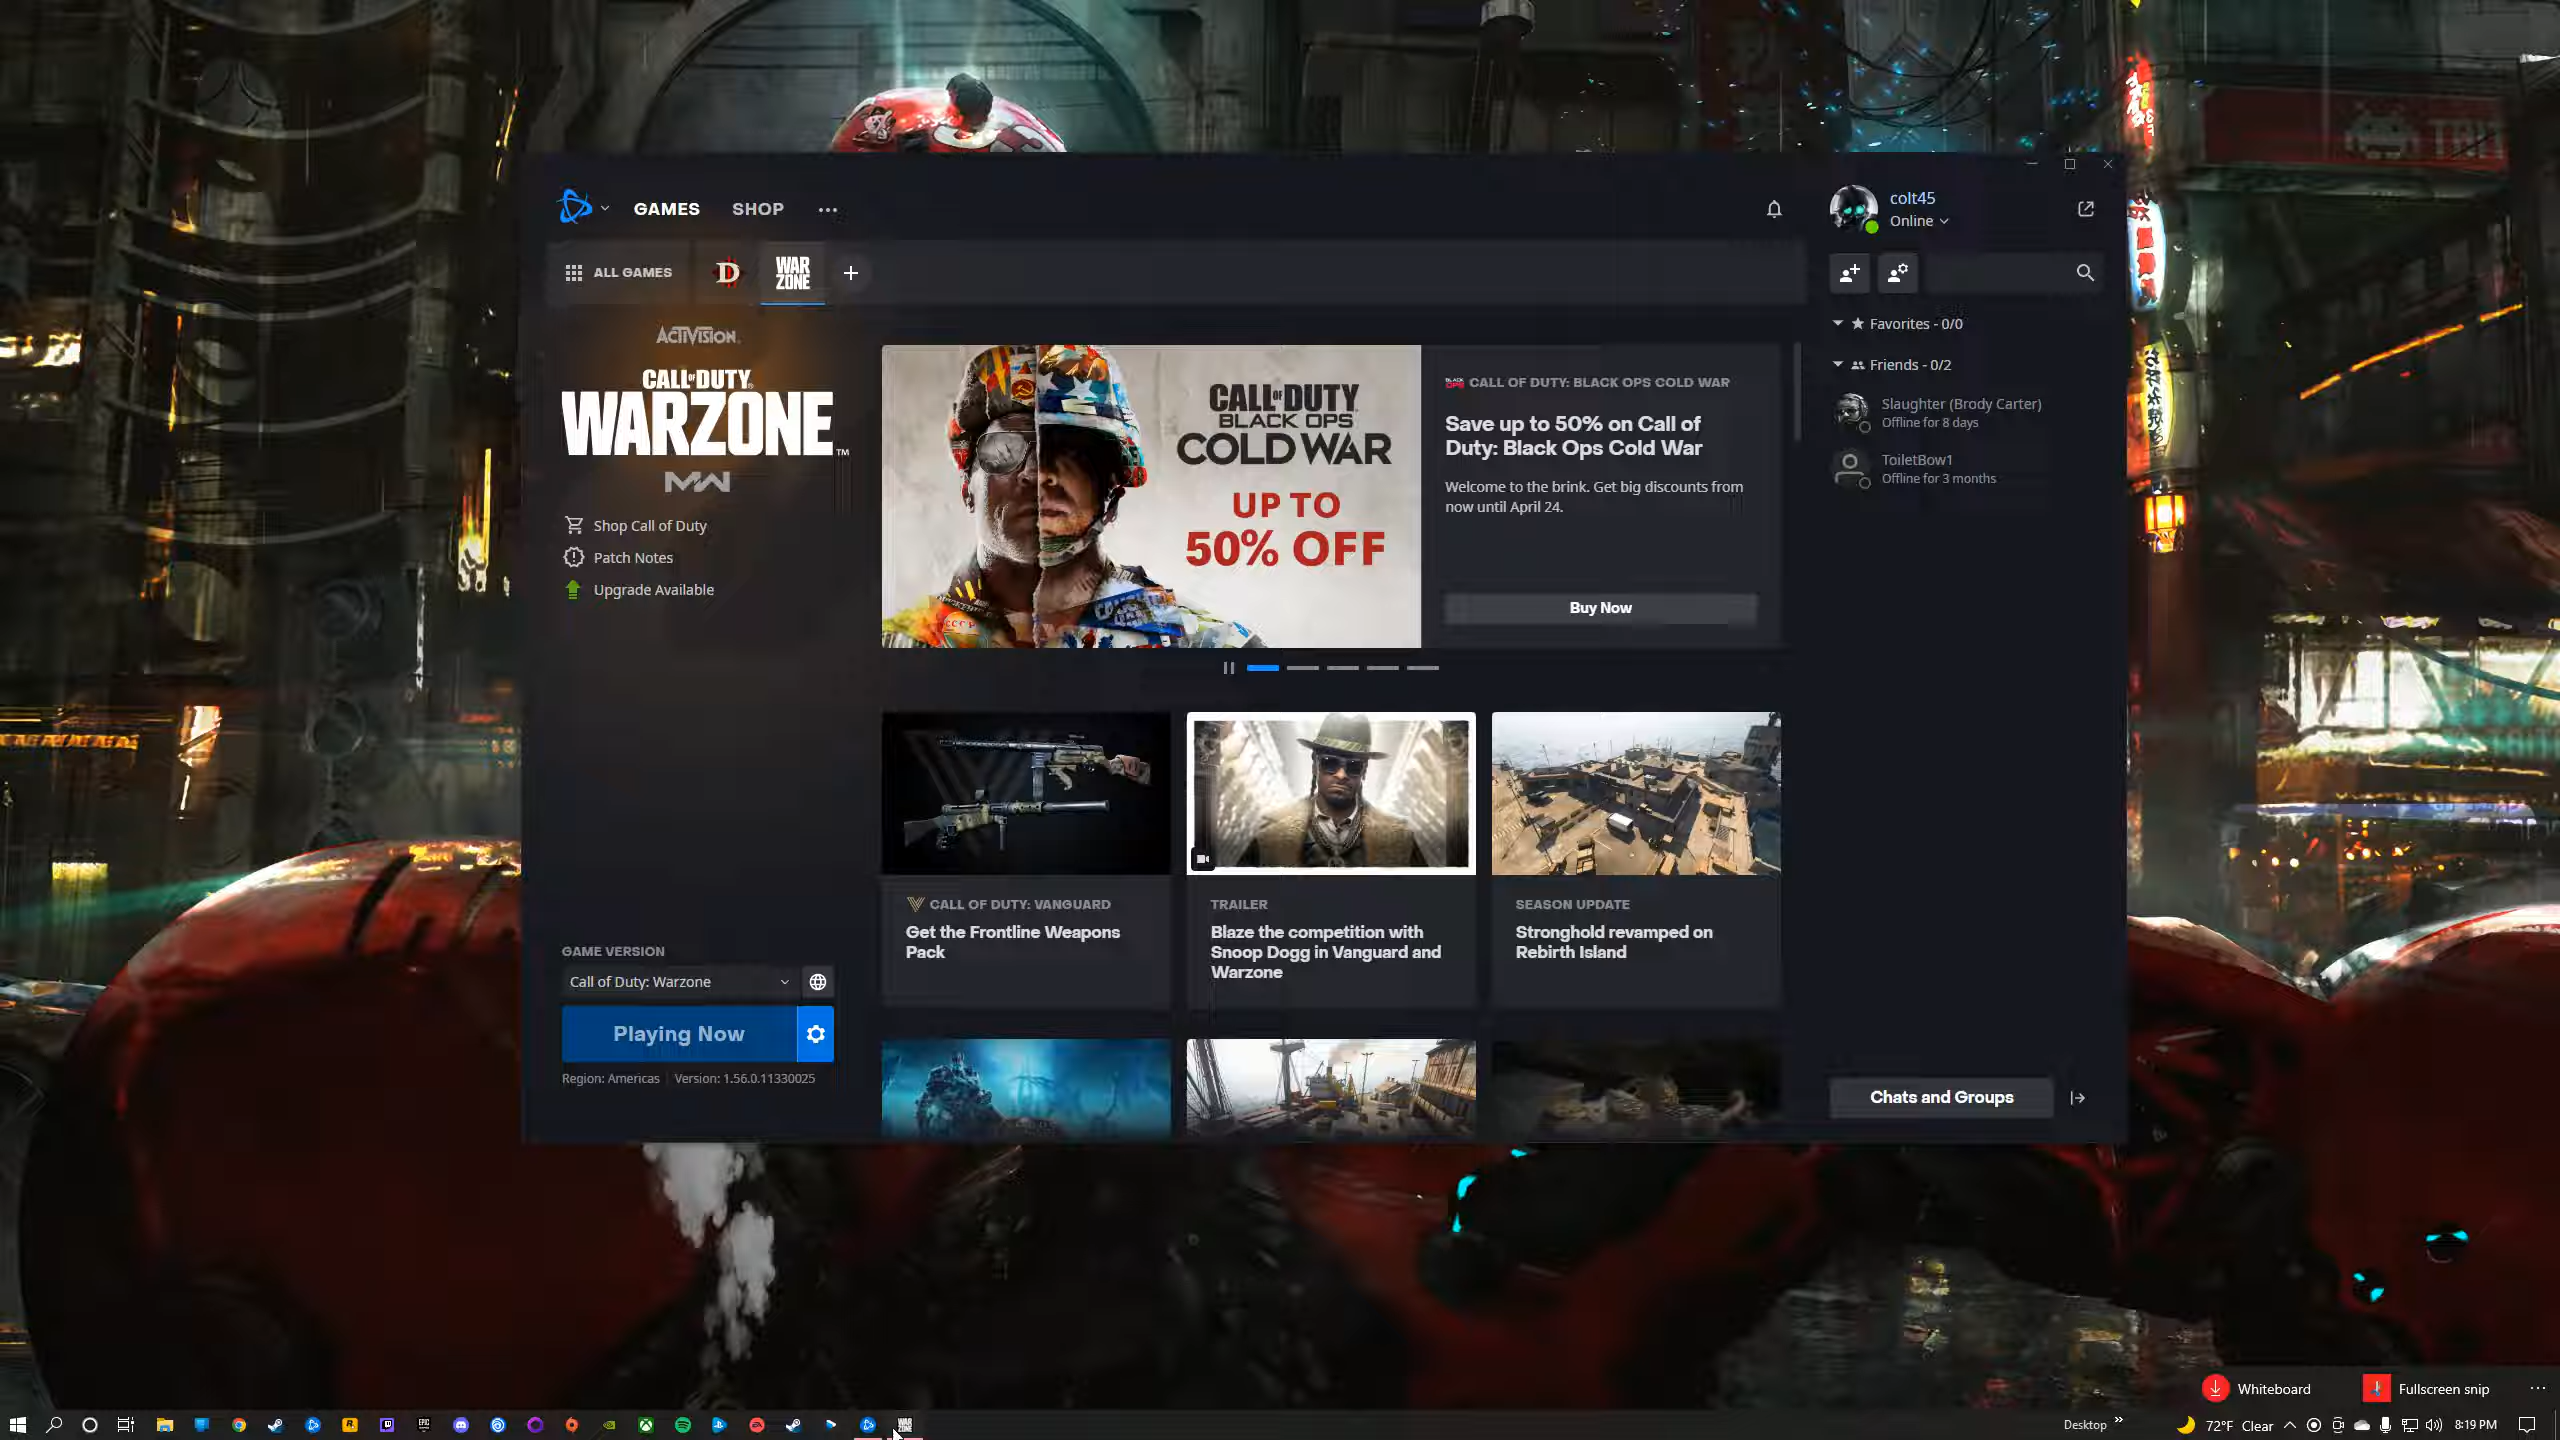 GAMES
SHOP
colt45
Online
ALL GAMES
D
WAR
ZONE
ACTIVISION
CALL OF DUTY
WARZONE
TM
MW
Shop Call of Duty
Patch Notes
Upgrade Available
GAME VERSION
Call of Duty: Warzone
Playing Now
Region: Americas
Version: 1.56.0.11330025
CALL OF DUTY
BLACK OPS
COLD WAR
UP TO
50% OFF
CALL OF DUTY: BLACK OPS COLD WAR
Save up to 50% on Call of
Duty: Black Ops Cold War
Welcome to the brink. Get big discounts from
now until April 24.
Buy Now
CALL OF DUTY: VANGUARD
Get the Frontline Weapons
Pack
TRAILER
Blaze the competition with
Snoop Dogg in Vanguard and
Warzone
SEASON UPDATE
Stronghold revamped on
Rebirth Island
Favorites - 0/0
Friends - 0/2
Slaughter (Brody Carter)
Offline for 8 days
ToiletBow1
Offline for 3 months
Chats and Groups
Whiteboard
Fullscreen snip
WAR
ZONE
Desktop
72°F Clear
8:19 PM